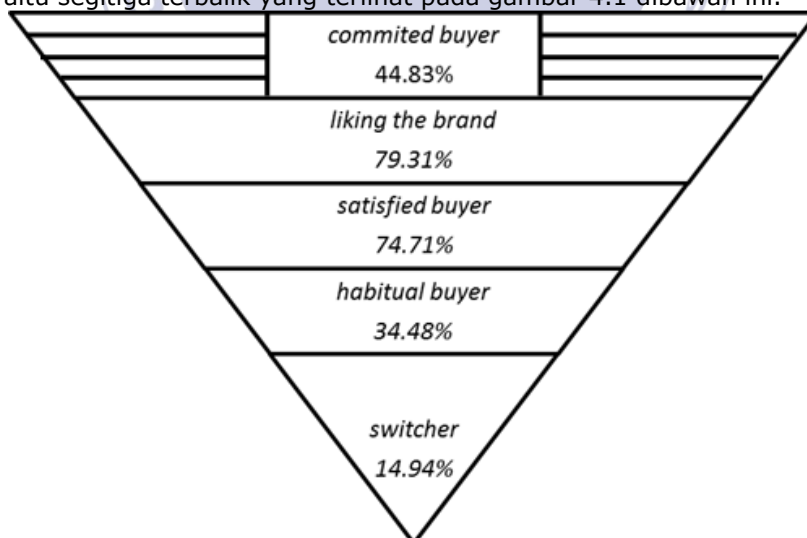 segitiga terbalik yang terlihat pada gambar 4.1 dibawah ini:
commited buyer
44.83%
liking the brand
79.31%
satisfied buyer
74.71%
habitual buyer
34.48%
switcher
14.94%